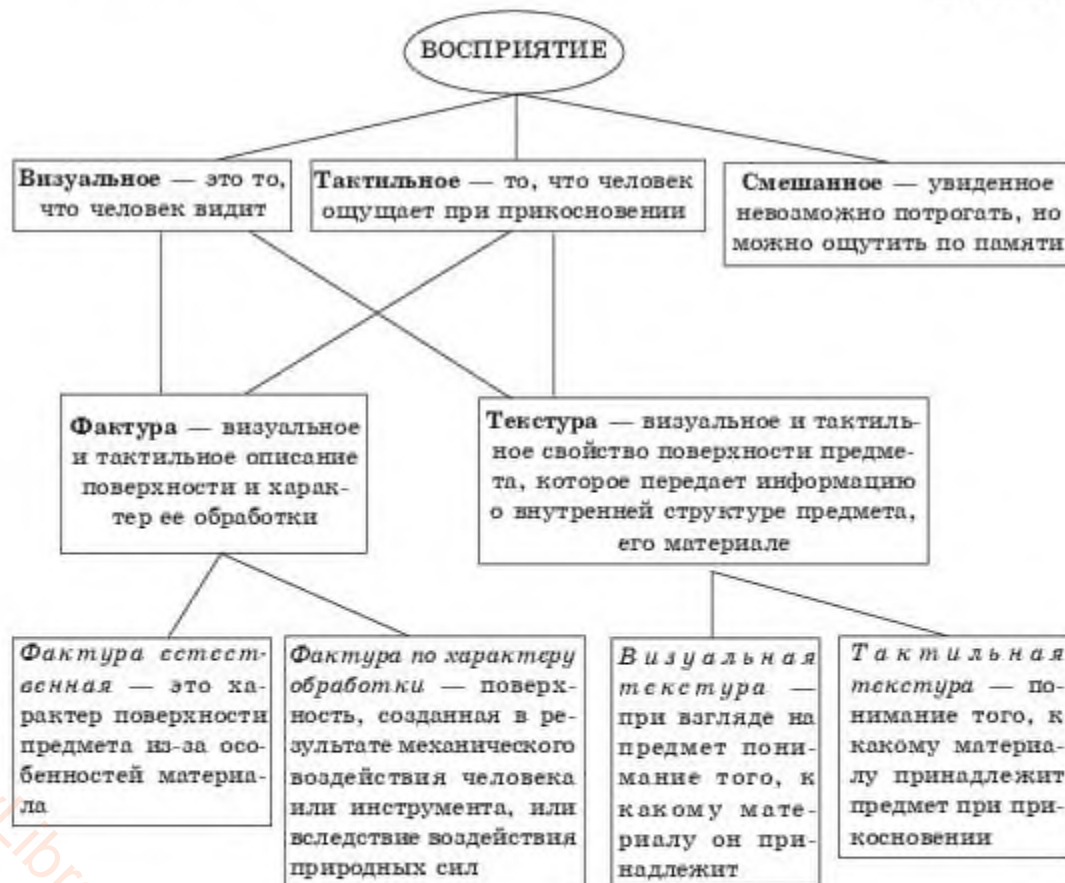 ВОСПРИЯТИЕ
Визуальное — это то,
что человек видит
Тактильное — то, что человек
ощущает при прикосновении
Смешанное — увиденное
невозможно потрогать, но
можно ощутить по памяти
Фактура — визуальное
и тактильное описание
поверхности и харак-
тер ее обработки
Текстура — визуальное и тактиль-
ное свойство поверхности предме-
та, которое передает информацию
о внутренней структуре предмета,
его материале
Фактура естест-
венная — это ха-
рактер поверхности
предмета из-за осо-
бенностей материа-
ла
Фактура по характеру
обработки — поверх-
ность, созданная в ре-
зультате механического
воздействия человека
или инструмента, или
вследствие воздействия
природных сил
Визуальная
текстура —
при взгляде на
предмет пони-
мание того, к
какому мате-
риалу он при-
надлежит
Тактильная
текстура — по-
нимание того, к
какому материа-
лу принадлежит
предмет при при-
косновении